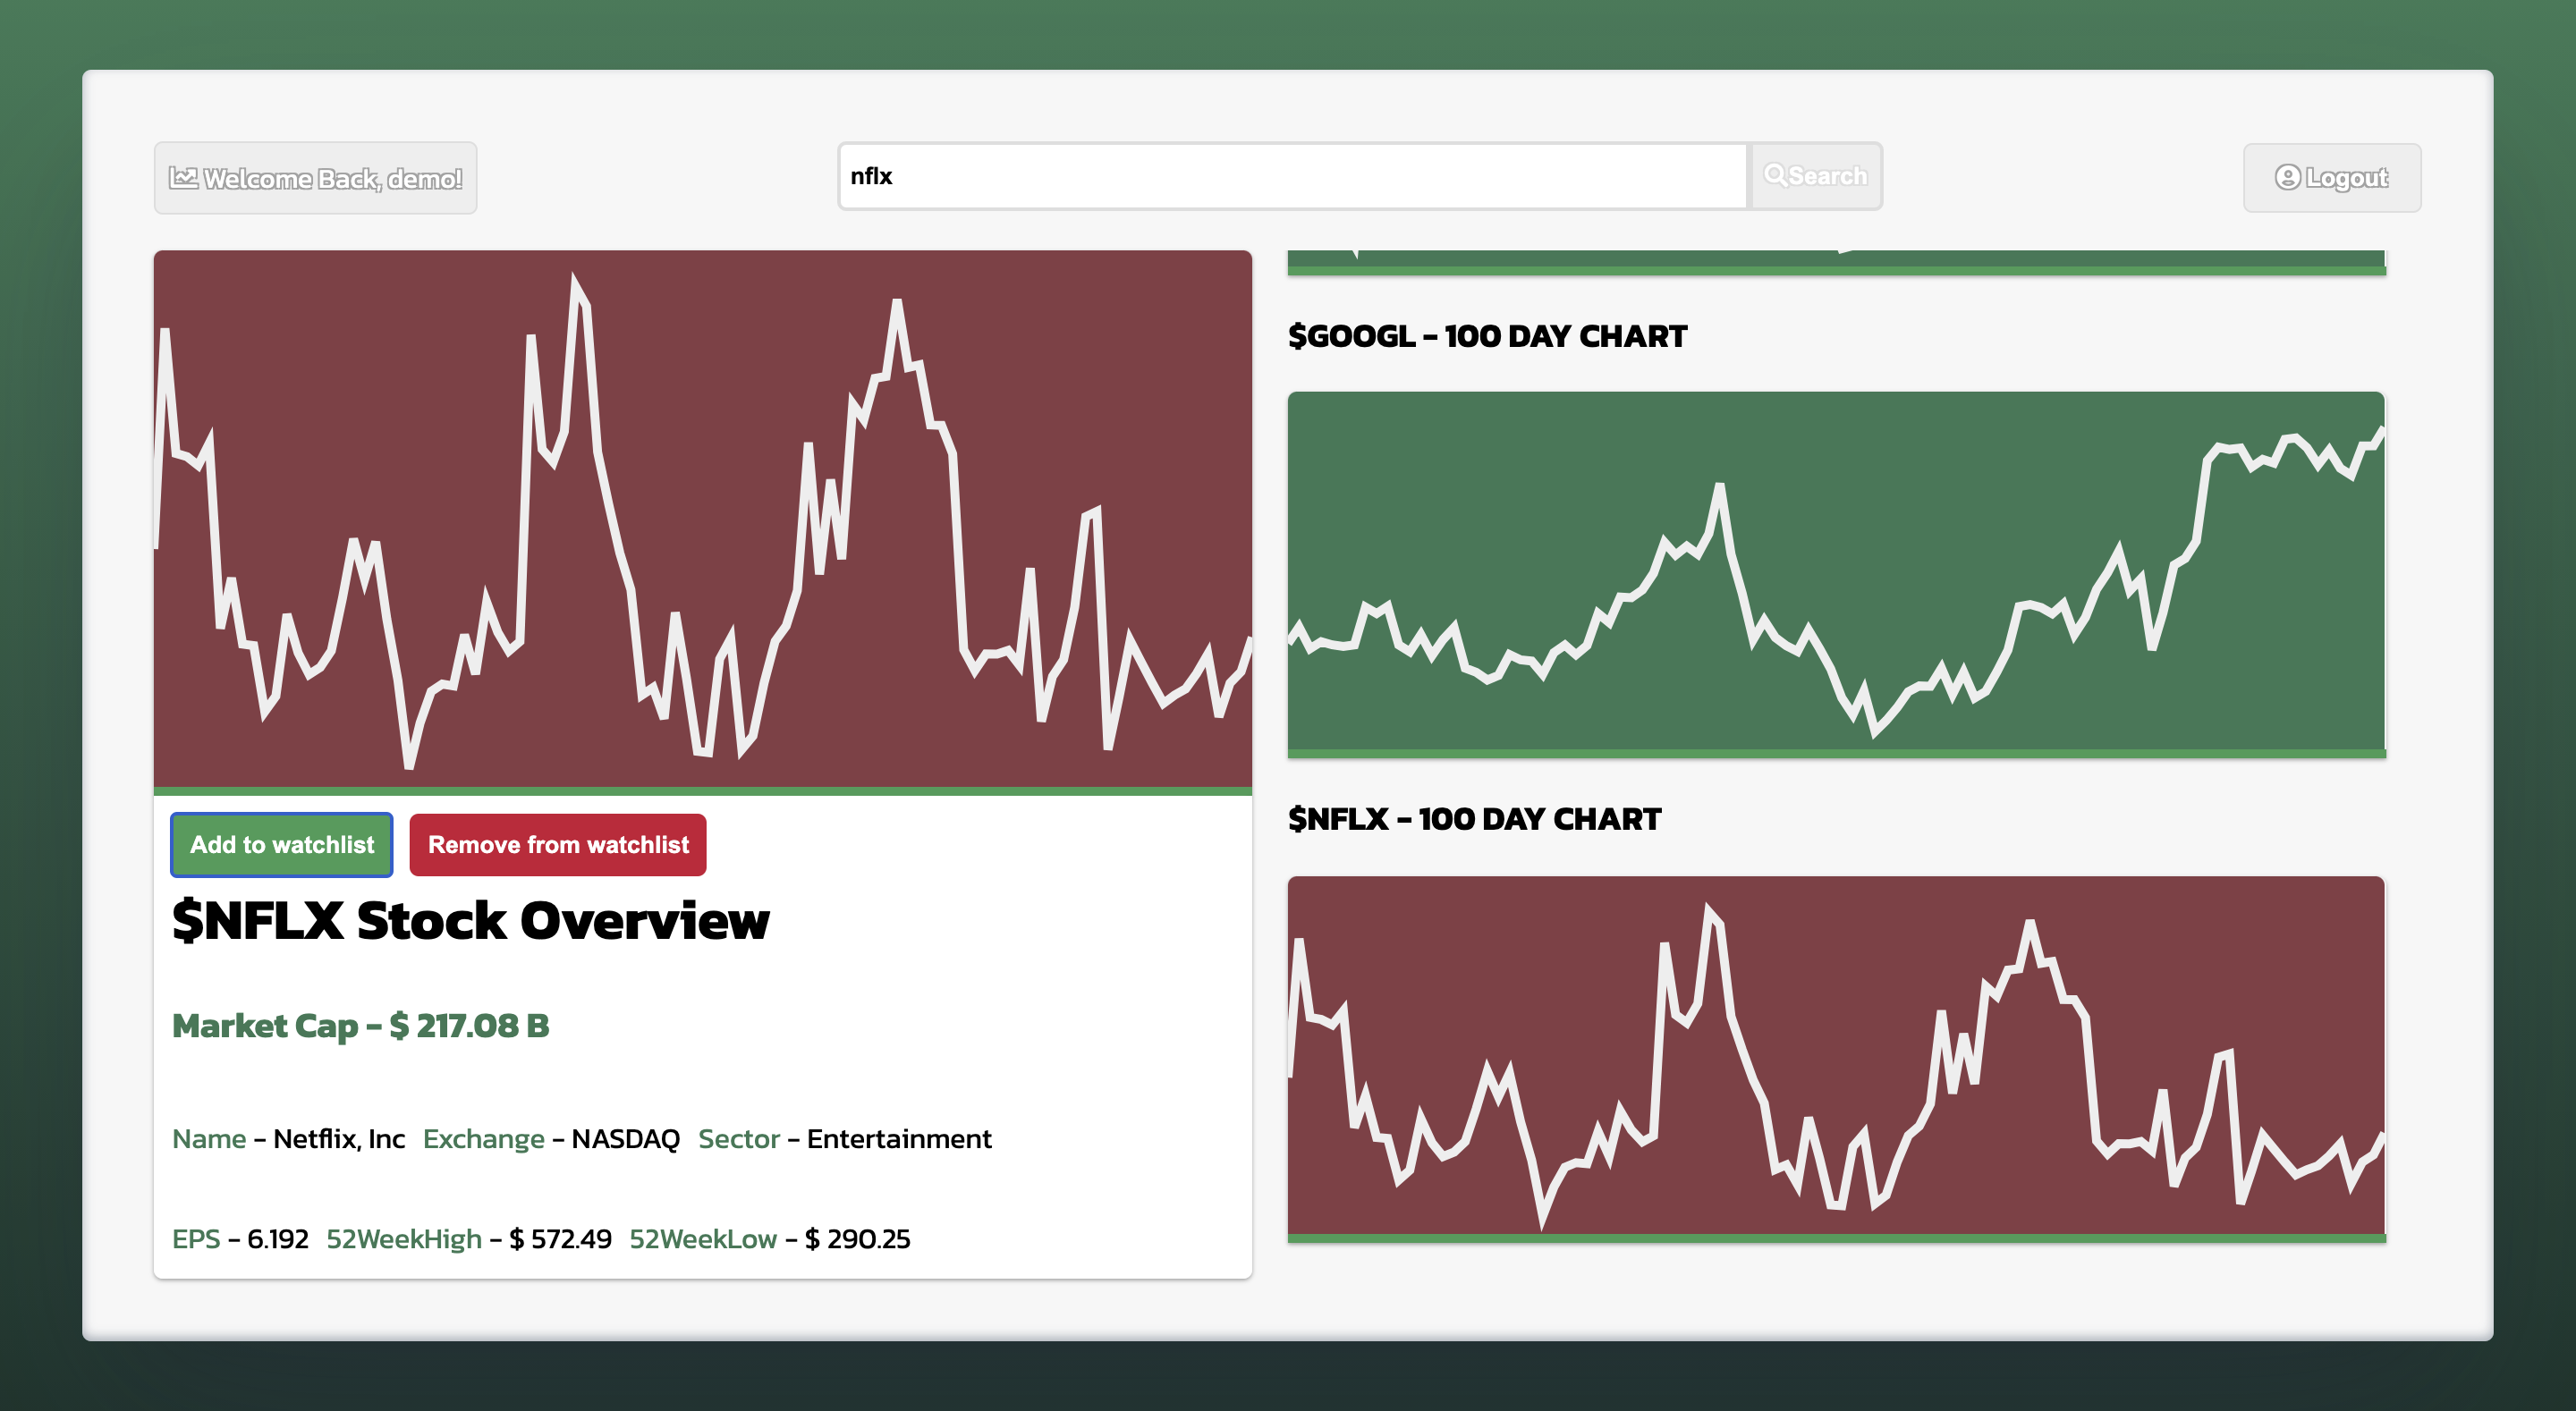 Welcome Back, demo!
nflx
Search
Logout
Add to watchlist
Remove from watchlist
$NFLX Stock Overview
Market Cap - $ 217.08 B
Name - Netflix, Inc Exchange - NASDAQ Sector - Entertainment
EPS - 6.192 52WeekHigh - $ 572.49 52WeekLow - $ 290.25
$GOOGL - 100 DAY CHART
$NFLX - 100 DAY CHART